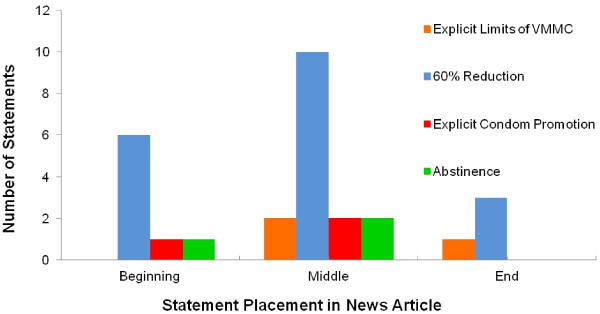 Number of Statements
12
10
8
6
4
2
0
Explicit Limits of VMMC
60% Reduction
Explicit Condom Promotion
Abstinence
Beginning
Middle
End
Statement Placement in News Article